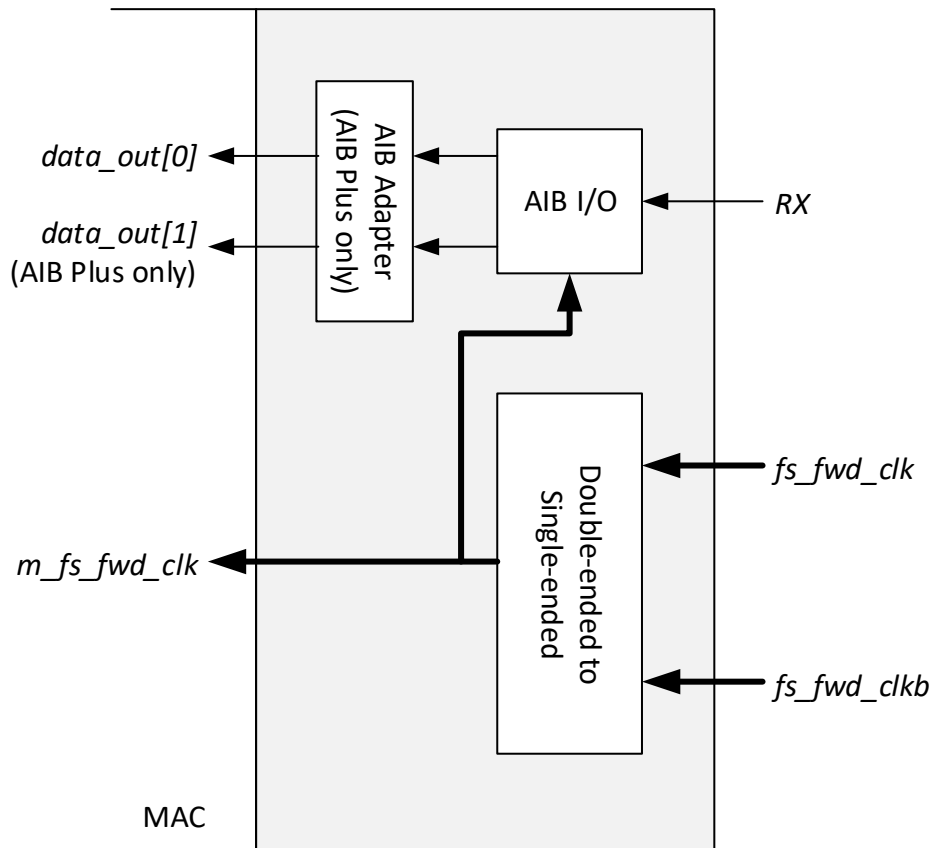 data_out[0]
data_out[1]
(AIB Plus only)
AIB Adapter
(AIB Plus only)
AIB I/O
RX
m_fs_fwd_clk
Double-ended to
Single-ended
fs_fwd_clk
fs_fwd_clkb
MAC